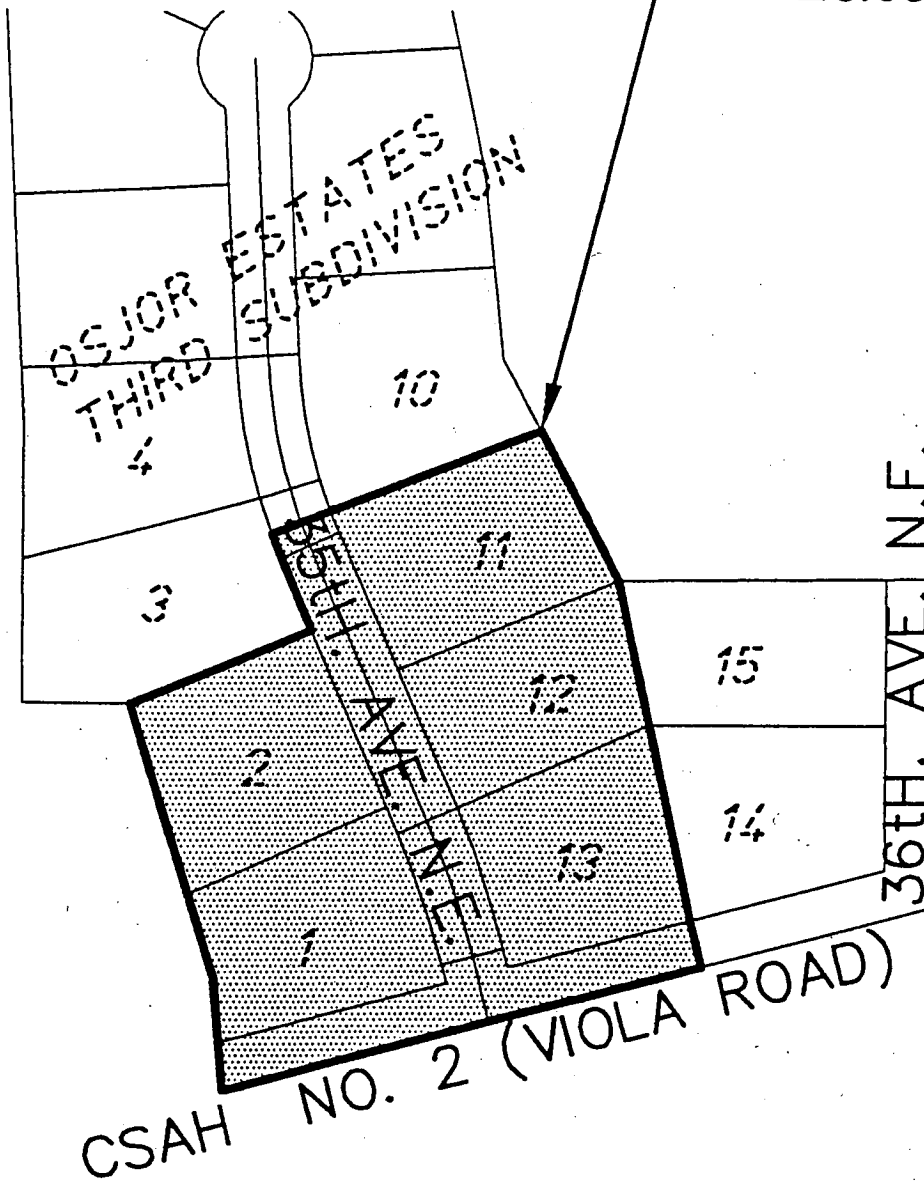 OSJOR ESTATES
THIRD SUBDIVISION
10
4
3
11
35tH. AVE. N.E.
12
15
2
14
13
1
36tH. AVE. N.E.
CSAH NO. 2 (VIOLA ROAD)